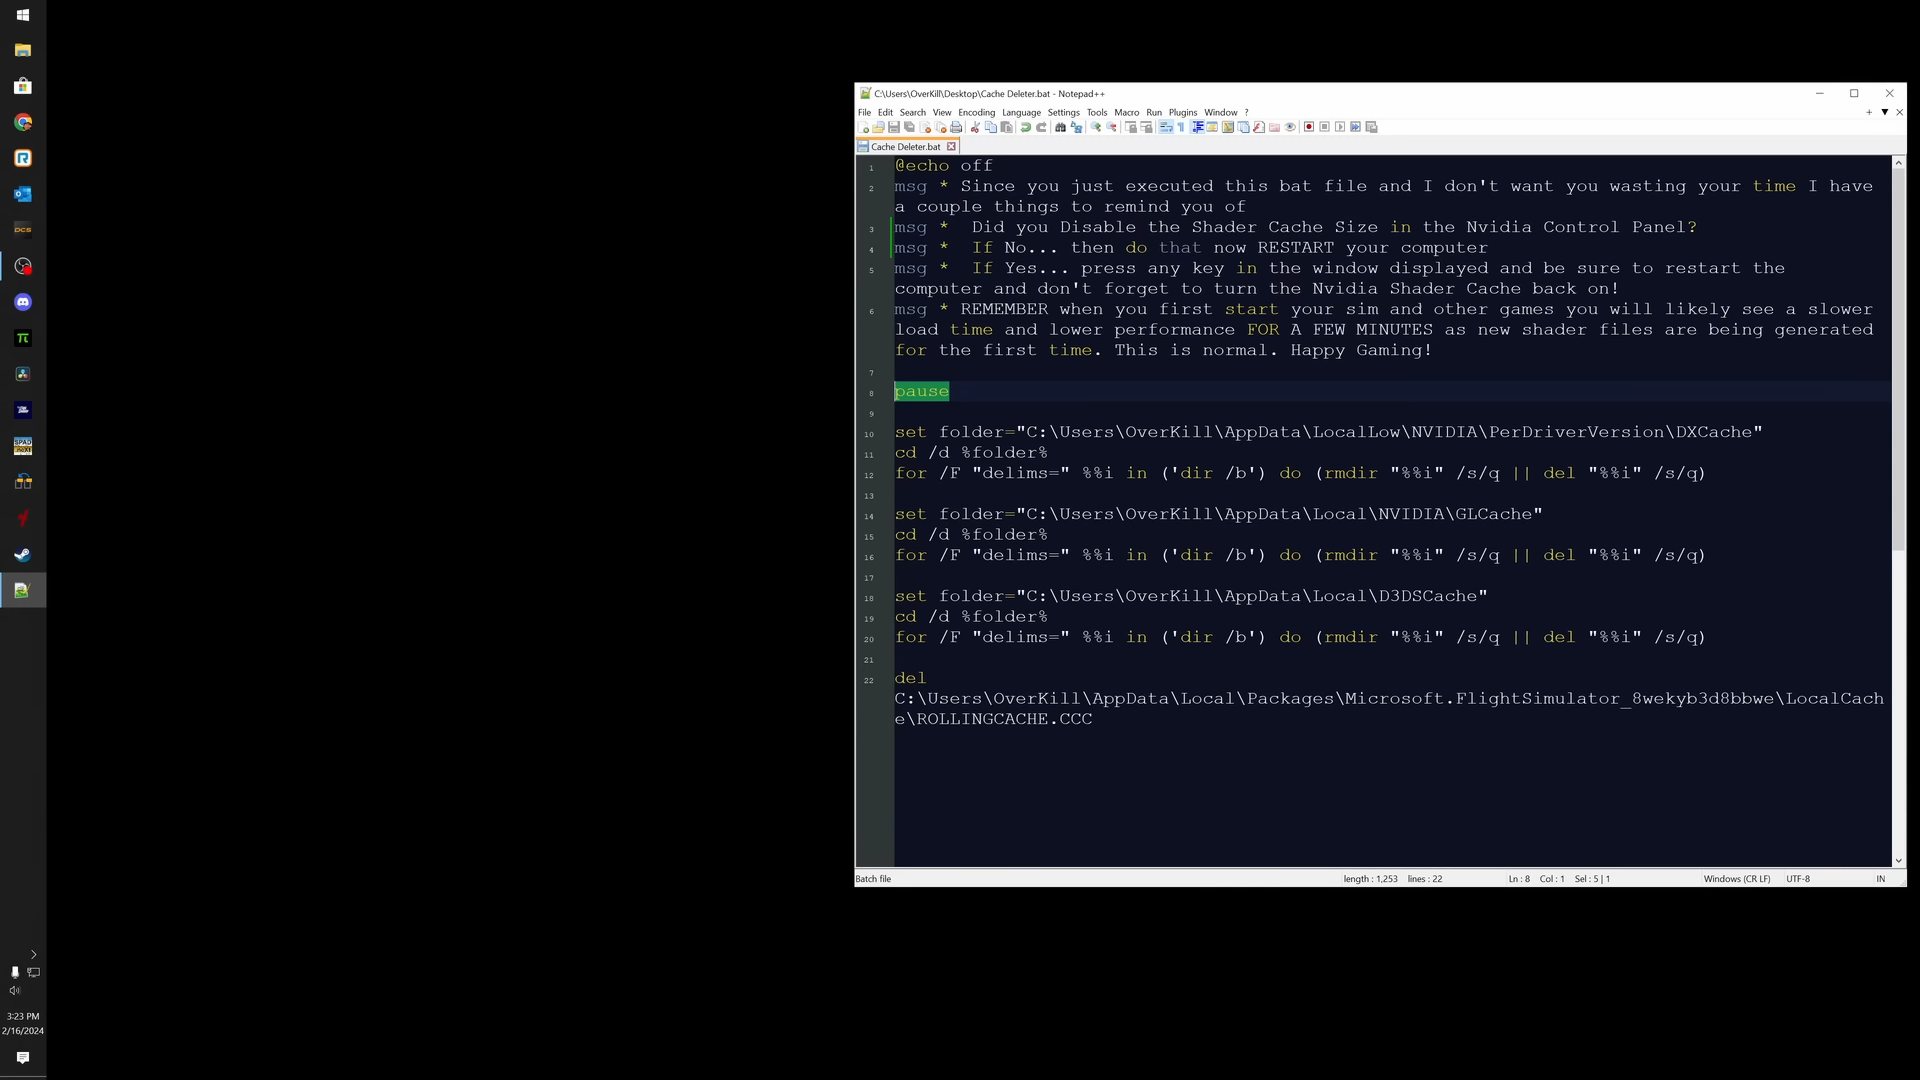 C:\Users\OverKill\Desktop\Cache Deleter.bat - Notepad++
File Edit Search View Encoding Language Settings Tools Macro Run Plugins Window ?
Cache Deleter.bat
1 @echo off
2 msg * Since you just executed this bat file and I don't want you wasting your time I have
a couple things to remind you of
3 msg *  Did you Disable the Shader Cache Size in the Nvidia Control Panel?
4 msg *  If No... then do that now RESTART your computer
5 msg *  If Yes... press any key in the window displayed and be sure to restart the
computer and don't forget to turn the Nvidia Shader Cache back on!
6 msg * REMEMBER when you first start your sim and other games you will likely see a slower
load time and lower performance FOR A FEW MINUTES as new shader files are being generated
for the first time. This is normal. Happy Gaming!
7
8 pause
9
10 set folder="C:\Users\OverKill\AppData\LocalLow\NVIDIA\PerDriverVersion\DXCache"
11 cd /d %folder%
12 for /F "delims=" %%i in ('dir /b') do (rmdir "%%i" /s/q || del "%%i" /s/q)
13
14 set folder="C:\Users\OverKill\AppData\Local\NVIDIA\GLCache"
15 cd /d %folder%
16 for /F "delims=" %%i in ('dir /b') do (rmdir "%%i" /s/q || del "%%i" /s/q)
17
18 set folder="C:\Users\OverKill\AppData\Local\D3DSCache"
19 cd /d %folder%
20 for /F "delims=" %%i in ('dir /b') do (rmdir "%%i" /s/q || del "%%i" /s/q)
21
22 del
C:\Users\OverKill\AppData\Local\Packages\Microsoft.FlightSimulator_8wekyb3d8bbwe\LocalCach
e\ROLLINGCACHE.CCC
Batch file length : 1,253 lines : 22 Ln : 8 Col : 1 Sel : 5 | 1 Windows (CR LF) UTF-8 IN
DCS
SPAD
3:23 PM
2/16/2024